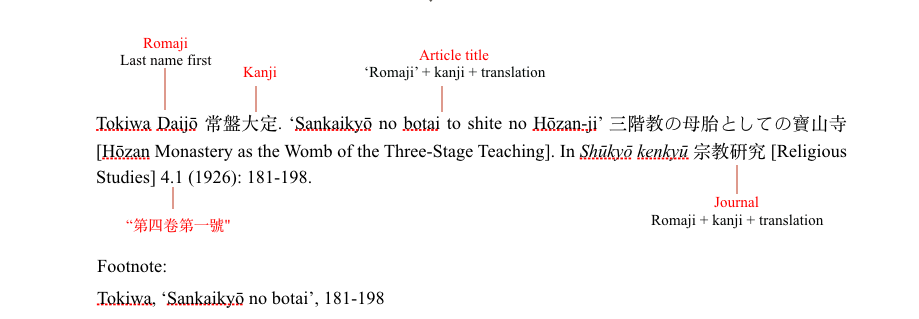 Romaji
Last name first
Kanji
Article title
‘Romaji’ + kanji + translation
Tokiwa Daijō 常盤大定. ‘Sankaikyō no botai to shite no Hōzan-ji’ 三階教の母胎としての寶山寺
[Hōzan Monastery as the Womb of the Three-Stage Teaching]. In Shūkyō kenkyū 宗教研究 [Religious
Studies] 4.1 (1926): 181-198.
“第四卷第一號"
Journal
Romaji + kanji + translation
Footnote:
Tokiwa, ‘Sankaikyō no botai’, 181-198